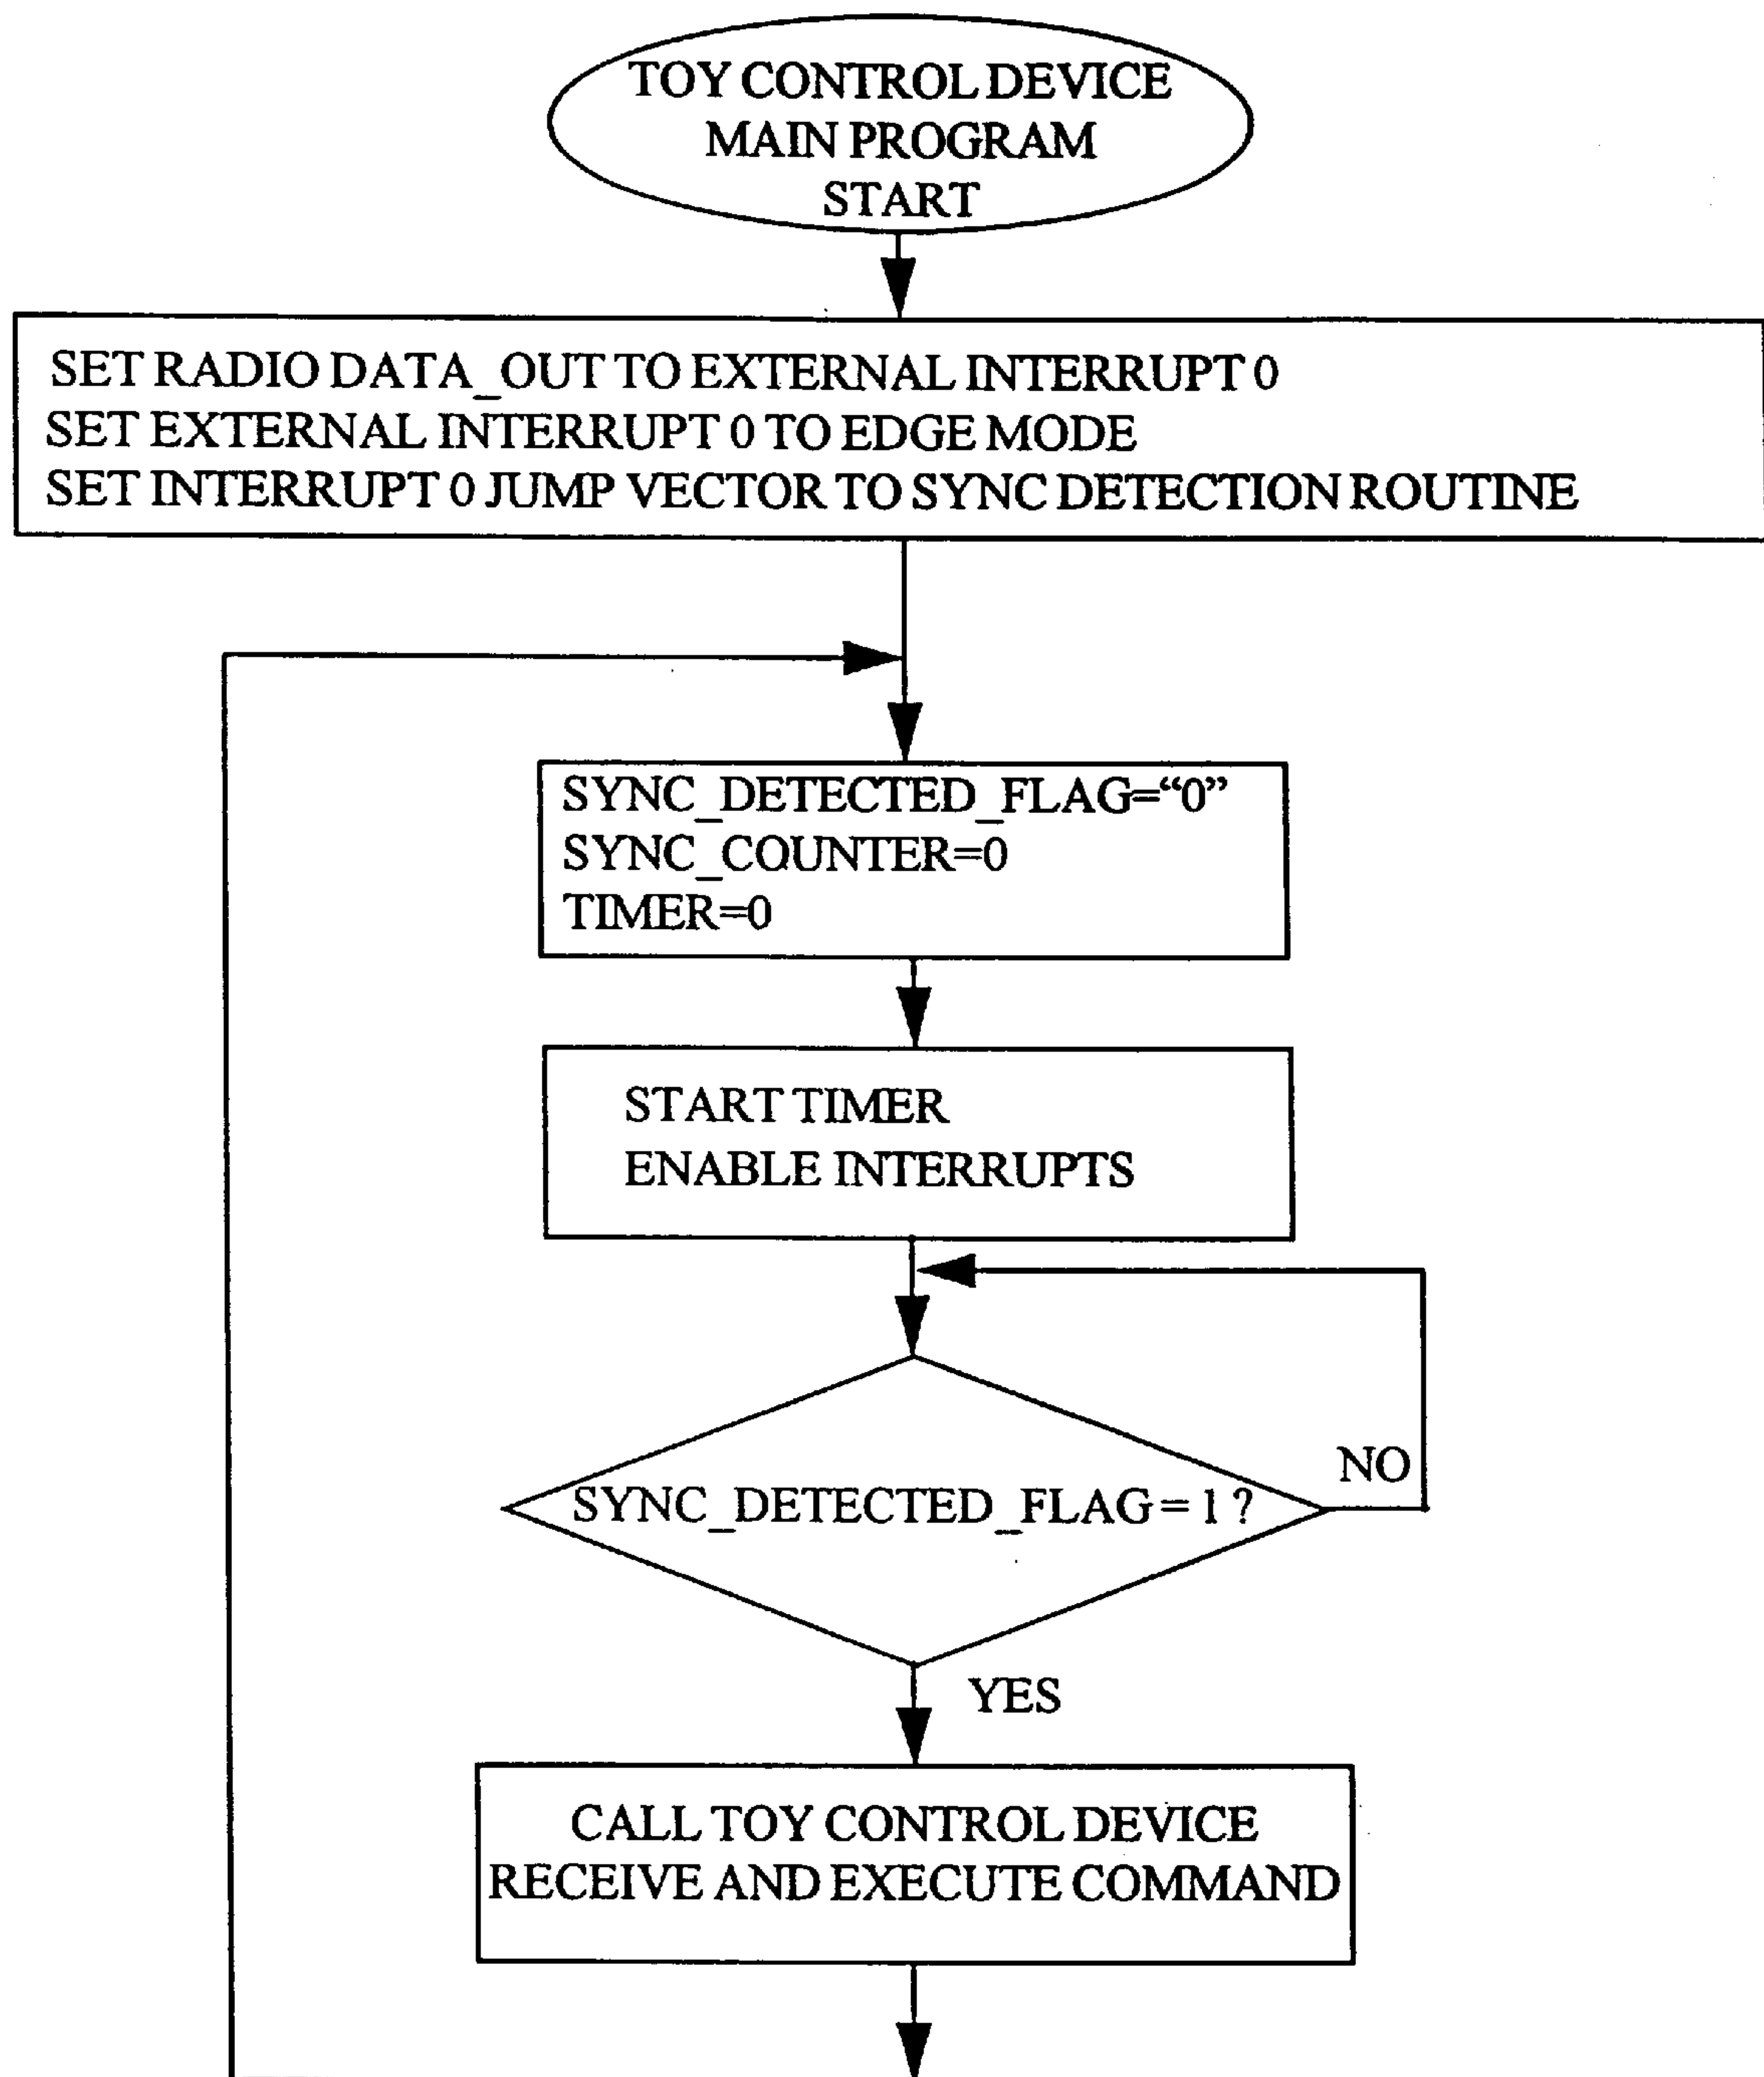 TOY CONTROL DEVICE
MAIN PROGRAM
START
SET RADIO DATA_OUT TO EXTERNAL INTERRUPT 0
SET EXTERNAL INTERRUPT 0 TO EDGE MODE
SET INTERRUPT 0 JUMP VECTOR TO SYNC DETECTION ROUTINE
SYNC_DETECTED_FLAG=“0”
SYNC_COUNTER=0
TIMER=0
START TIMER
ENABLE INTERRUPTS
NO
SYNC_DETECTED_FLAG = 1 ?
YES
CALL TOY CONTROL DEVICE
RECEIVE AND EXECUTE COMMAND